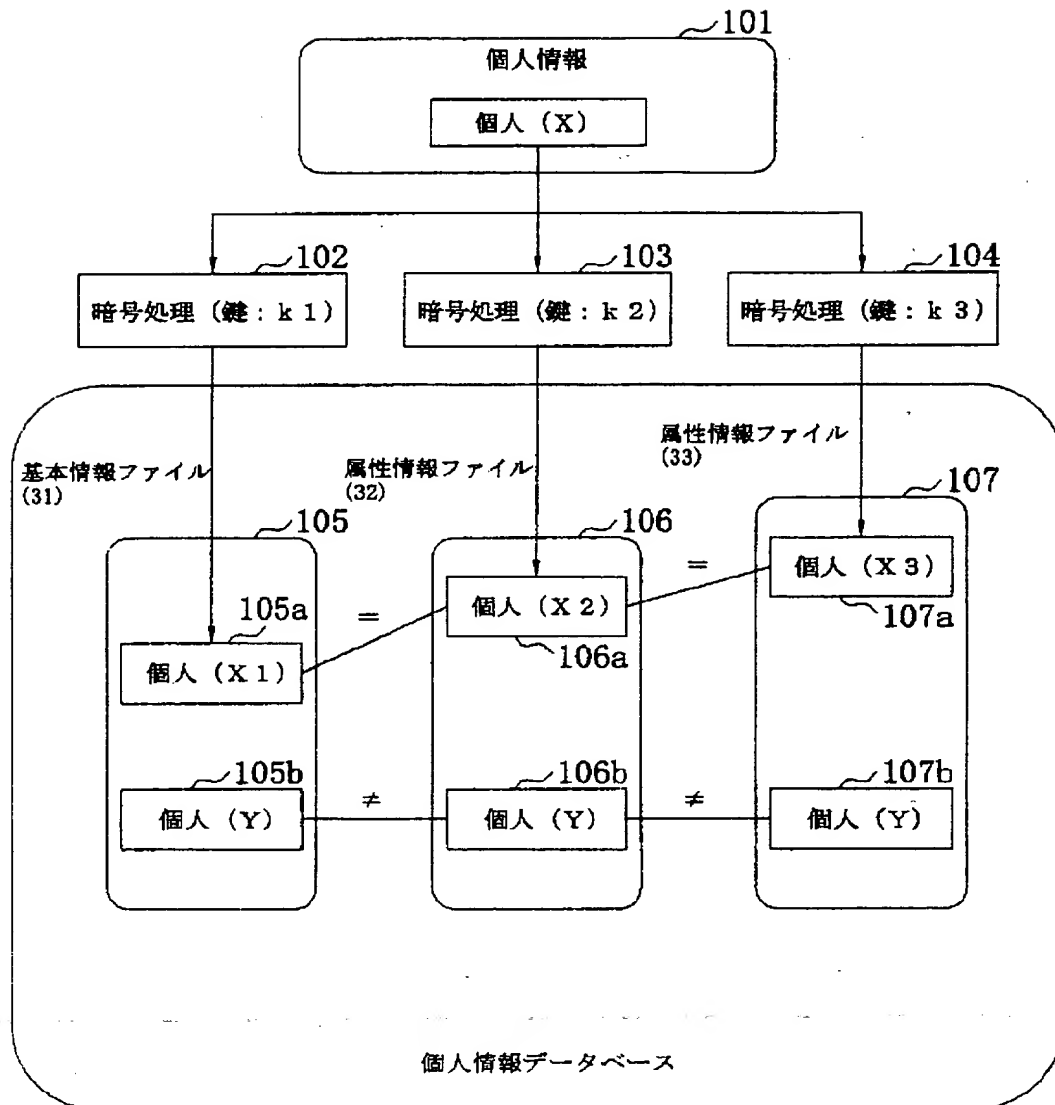 101
個人情報
個人（X）
102
103
104
暗号処理（鍵：k1）
暗号処理（鍵：k2）
暗号処理（鍵：k3）
基本情報ファイル
(31)
属性情報ファイル
(32)
属性情報ファイル
(33)
105
106
107
105a
個人（X1）
=
個人（X2）
106a
=
個人（X3）
107a
105b
個人（Y）
≠
106b
個人（Y）
≠
107b
個人（Y）
個人情報データベース